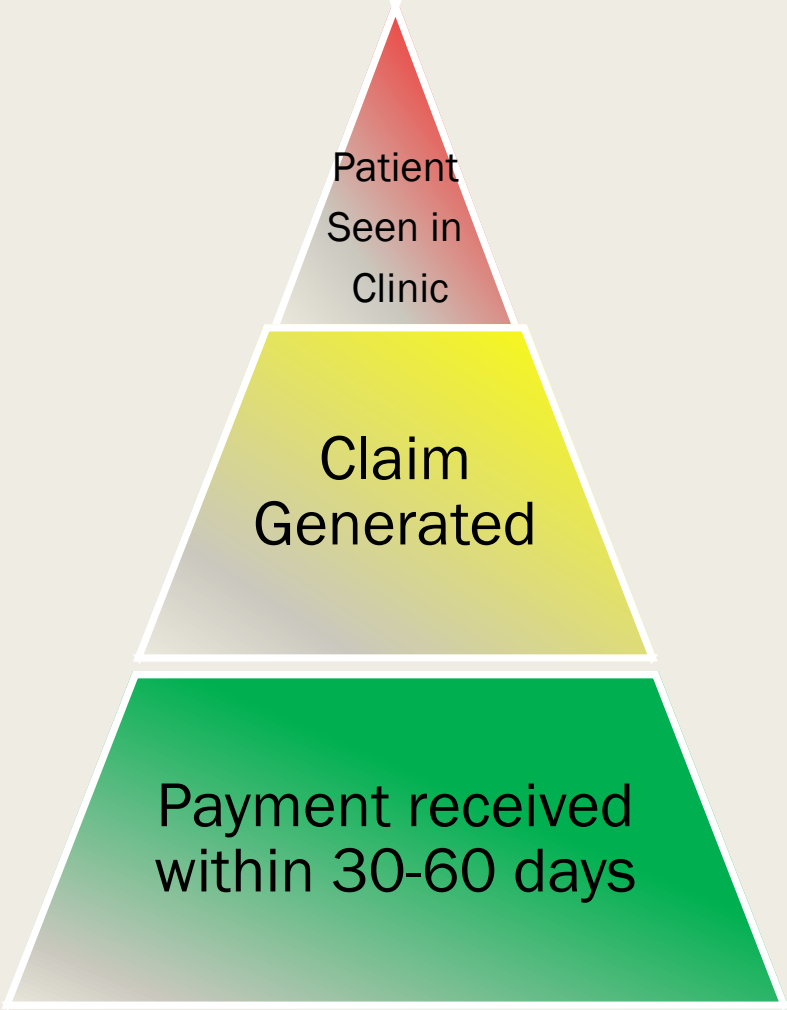 Patient
Seen in
Clinic
Claim
Generated
Payment received
within 30-60 days